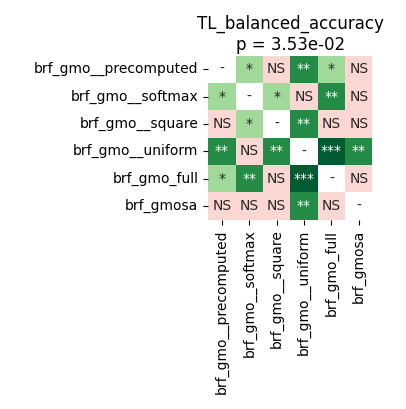 TL_balanced_accuracy
p = 3.53e-02
brf_gmo__precomputed - * NS ** * NS
brf_gmo__softmax * - * NS ** NS
brf_gmo__square NS * - ** NS NS
brf_gmo__uniform ** NS ** - *** **
brf_gmo_full * ** NS *** - NS
brf_gmosa NS NS NS ** NS -
brf_gmo__precomputed
brf_gmo__softmax
brf_gmo__square
brf_gmo__uniform
brf_gmo_full
brf_gmosa